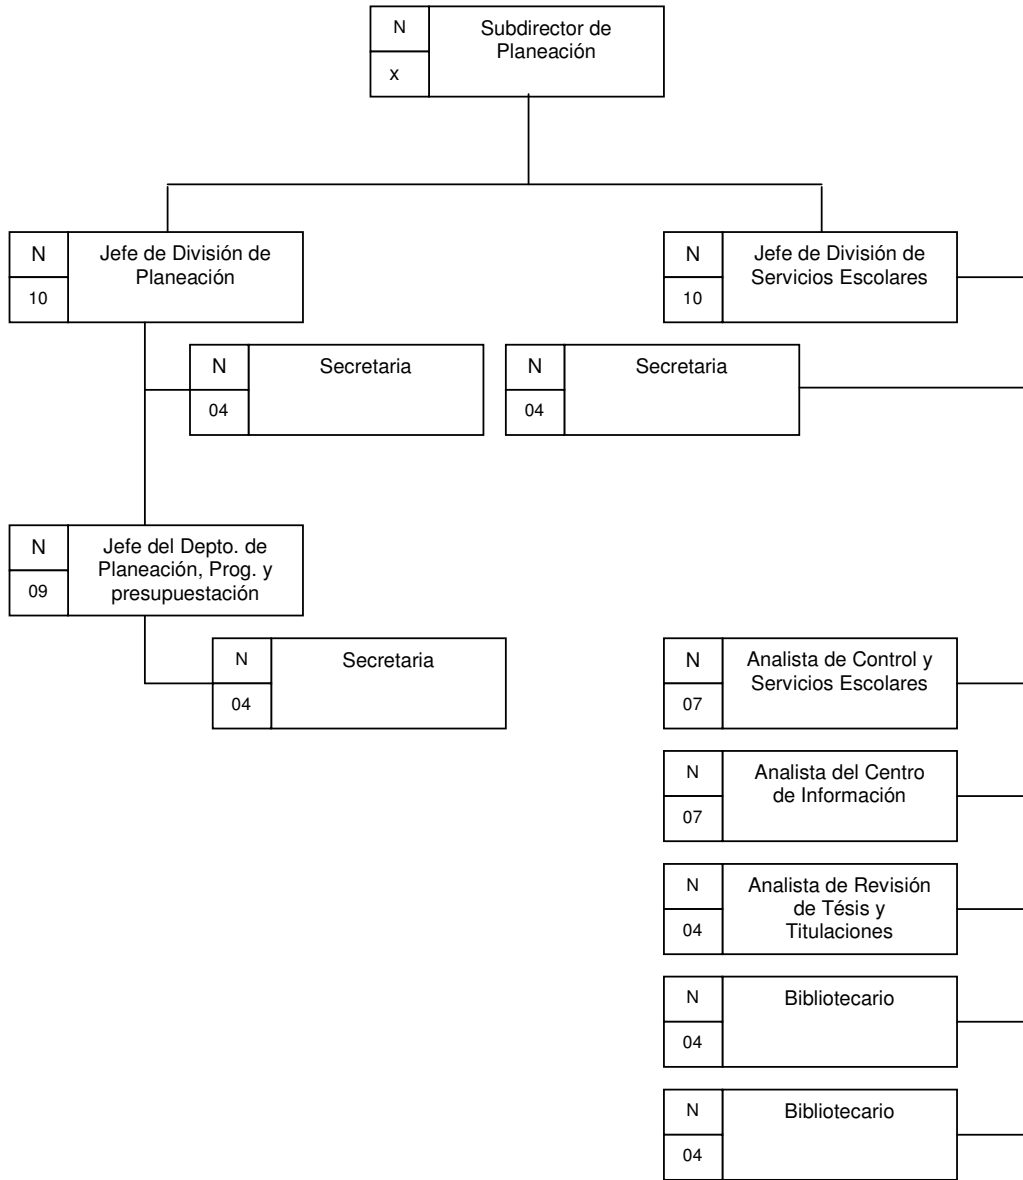 N
Subdirector de
Planeación
x
N
Jefe de División de
Planeación
10
N
Jefe de División de
Servicios Escolares
10
N
Secretaria
04
N
Secretaria
04
N
Jefe del Depto. de
Planeación, Prog. y
presupuestación
09
N
Secretaria
04
N
Analista de Control y
Servicios Escolares
07
N
Analista del Centro
de Información
07
N
Analista de Revisión
de Tésis y
Titulaciones
04
N
Bibliotecario
04
N
Bibliotecario
04